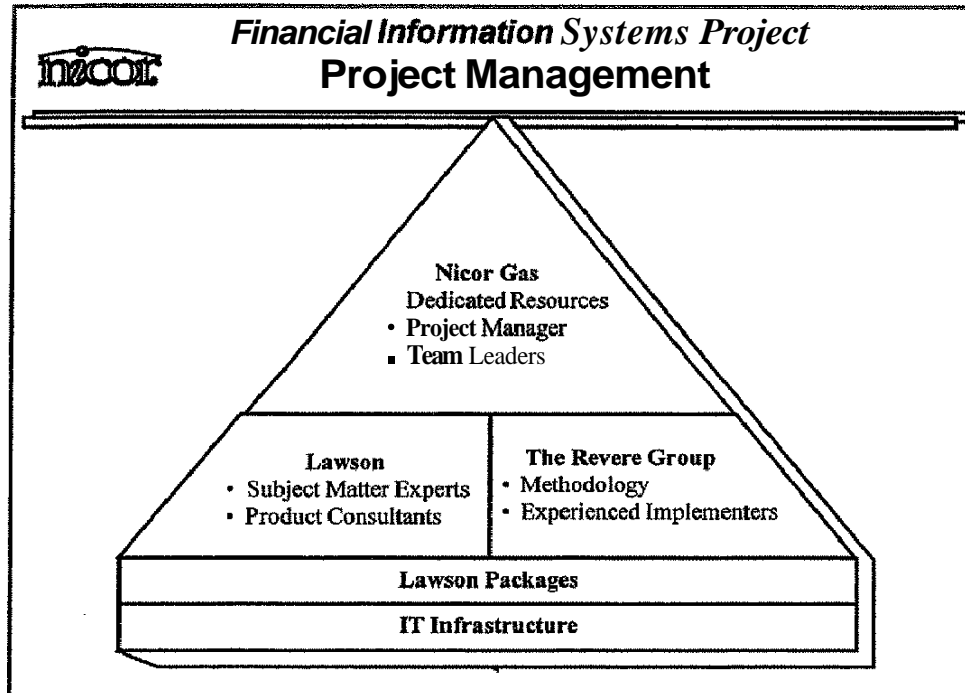 Financial Information Systems Project
nicor
Project Management
Nicor Gas
Dedicated Resources
• Project Manager
▪ Team Leaders
Lawson
• Subject Matter Experts
• Product Consultants
The Revere Group
• Methodology
• Experienced Implementers
Lawson Packages
IT Infrastructure